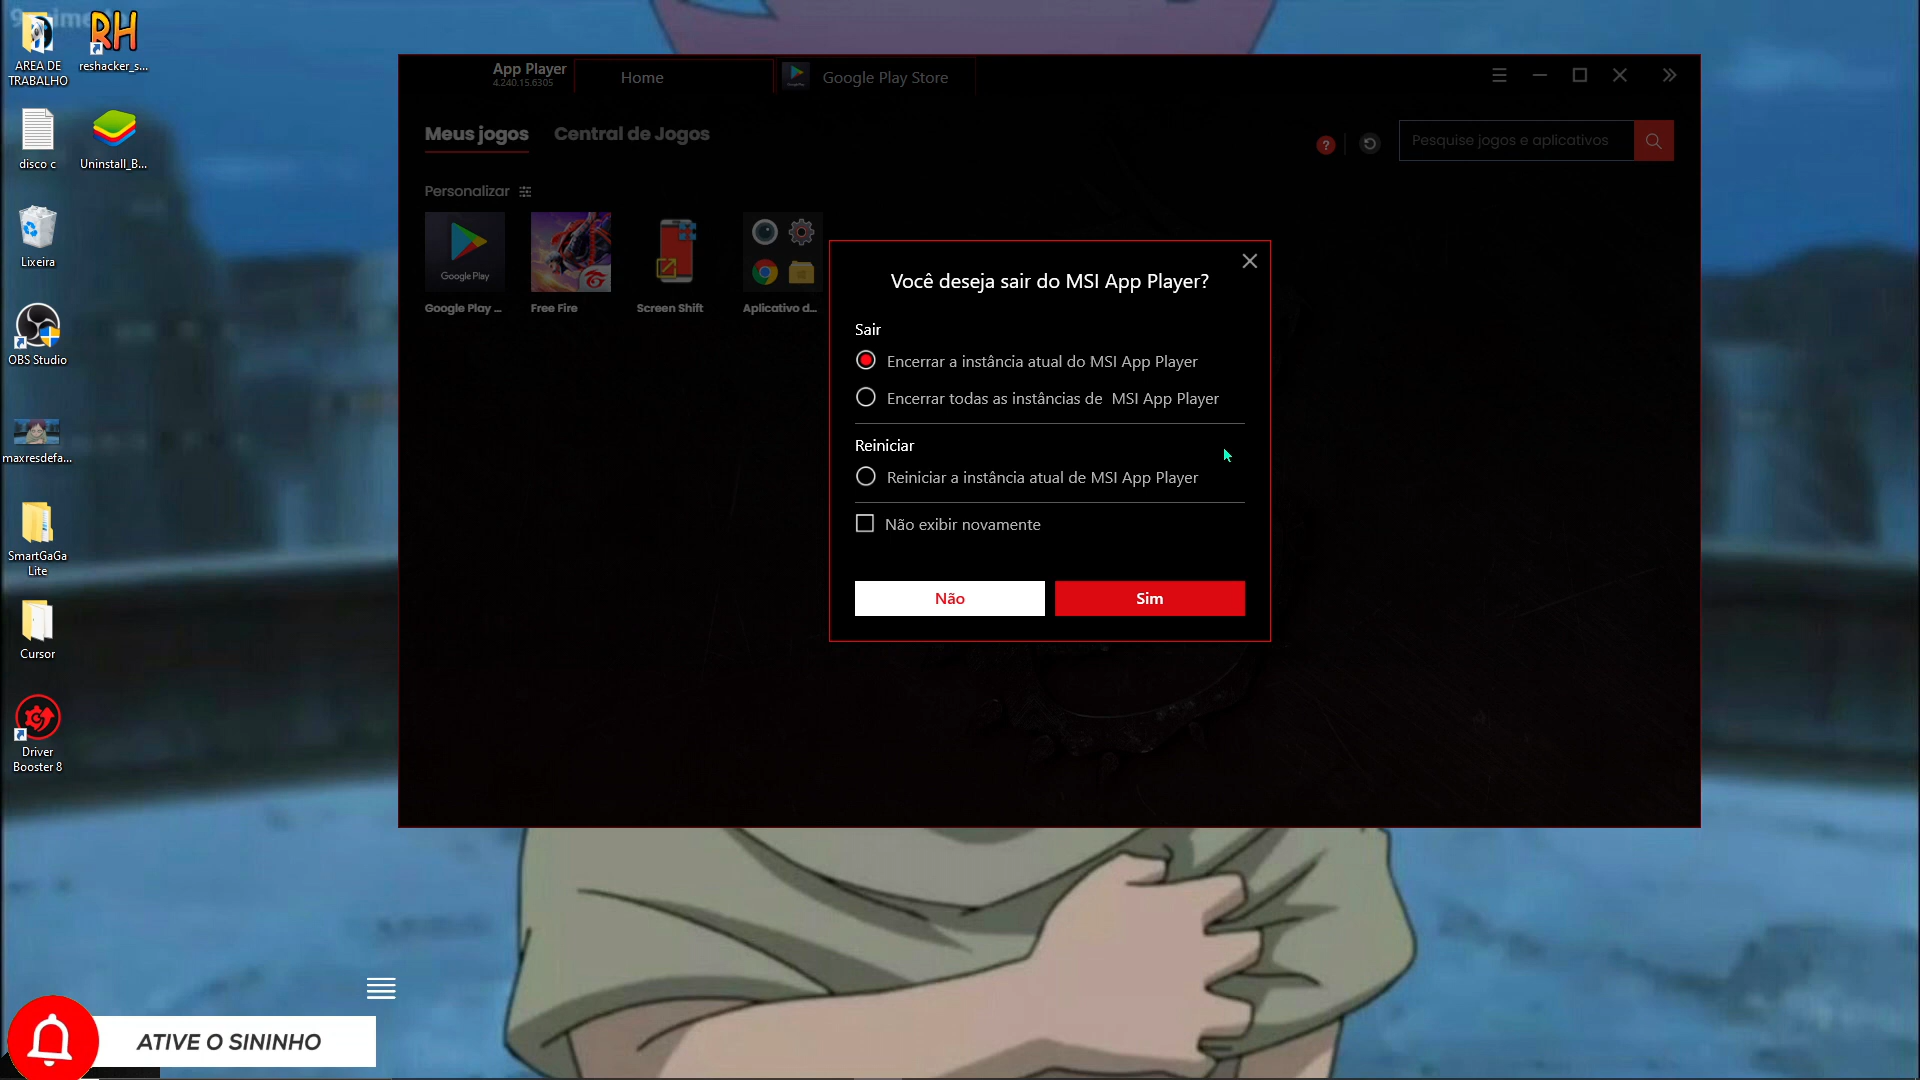 AREA DE
TRABALHO
reshacker_s...
disco c
Uninstall_B...
Lixeira
OBS Studio
maxresdefa...
SmartGaGa
Lite
Cursor
Driver
Booster 8
App Player
4.240.15.6305
Home
Google Play Store
Meus jogos
Central de Jogos
Pesquise jogos e aplicativos
Personalizar
Google Play
Google Play ...
Free Fire
Screen Shift
Aplicativo d...
Você deseja sair do MSI App Player?
Sair
Encerrar a instância atual do MSI App Player
Encerrar todas as instâncias de MSI App Player
Reiniciar
Reiniciar a instância atual de MSI App Player
Não exibir novamente
Não
Sim
RH
ATIVE O SININHO